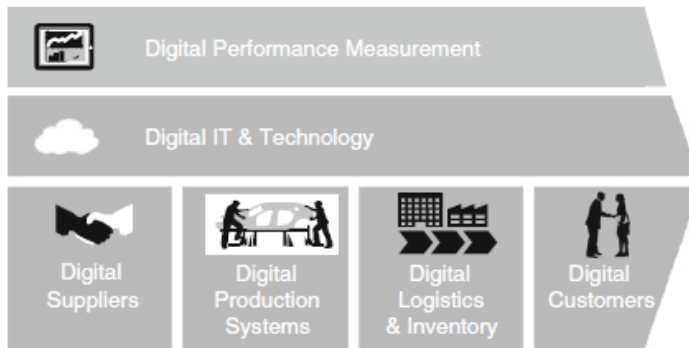 Digital Performance Measurement
Digital IT & Technology
Digital
Suppliers
Digital
Production
Systems
Digital
Logistics
& Inventory
Digital
Customers